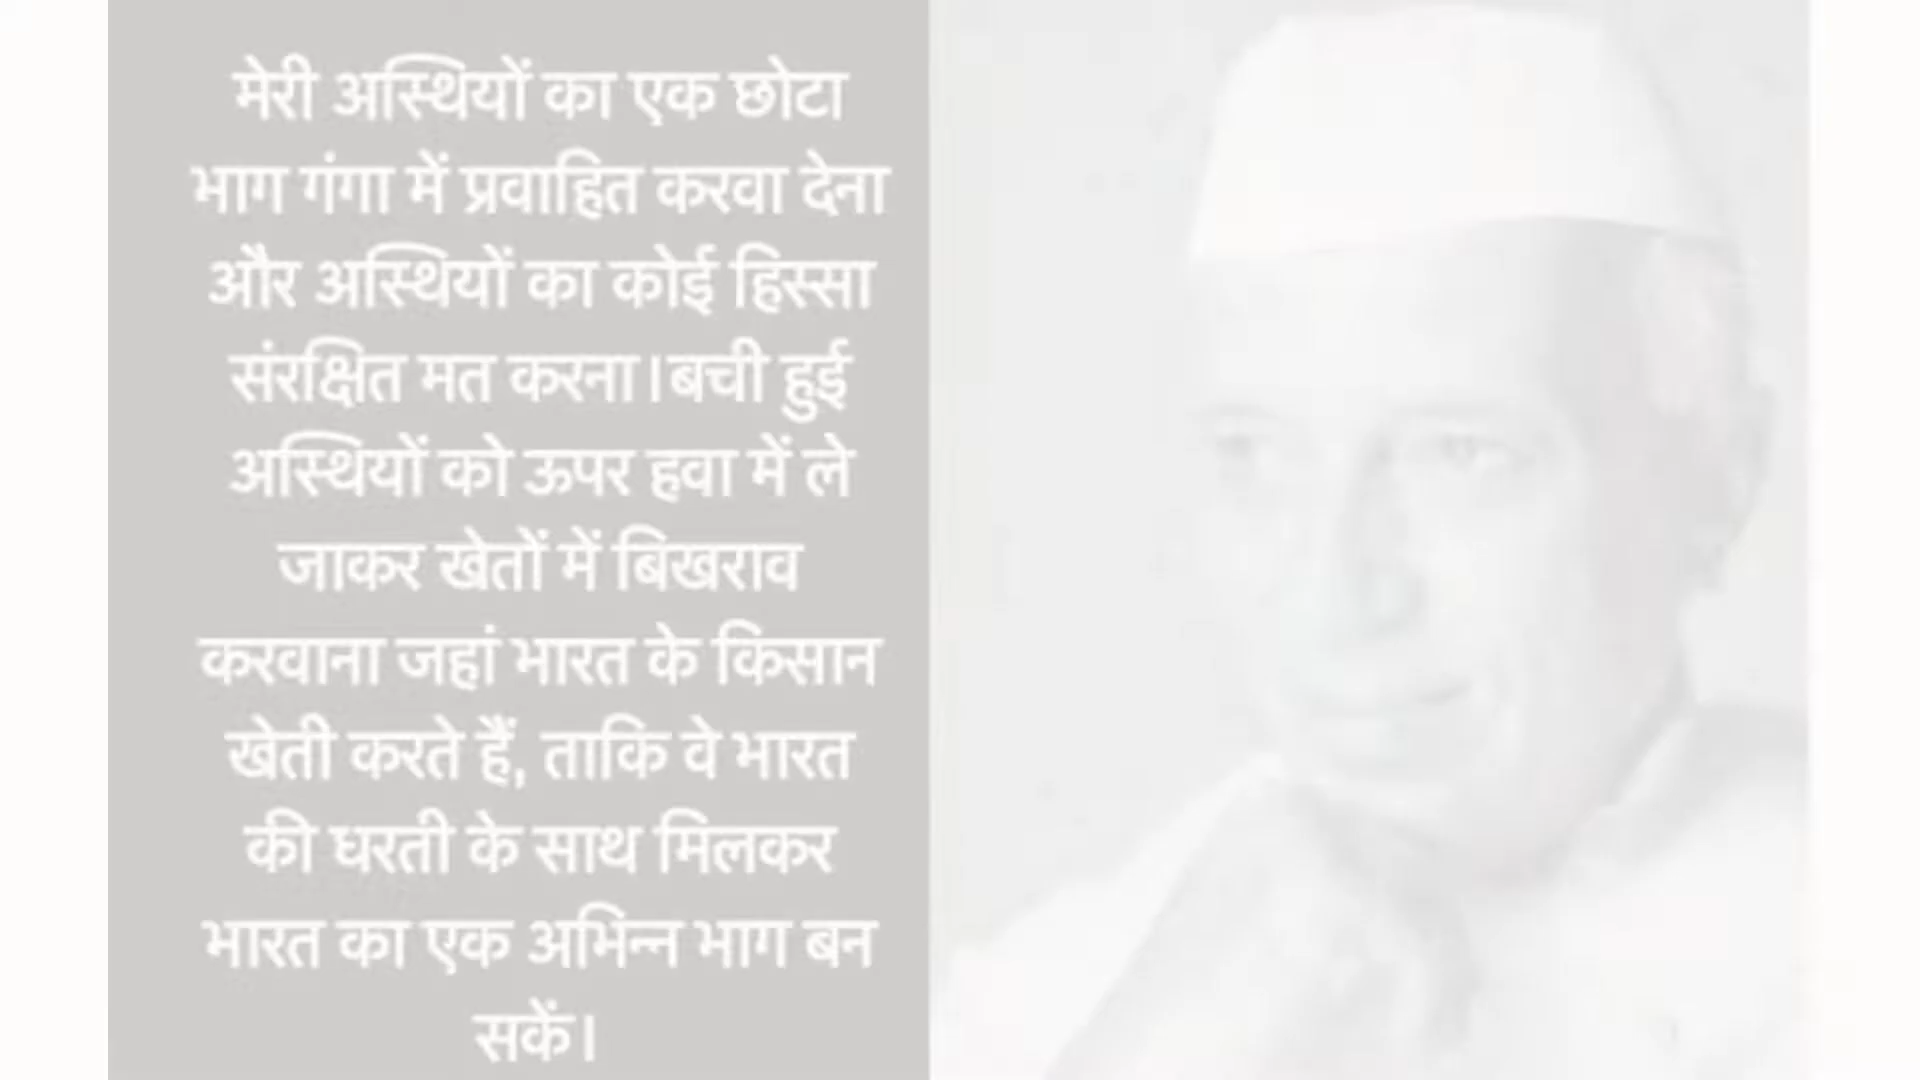 मेरी अस्थियों का एक छोटा
भाग गंगा में प्रवाहित करवा देना
और अस्थियों का कोई हिस्सा
संरक्षित मत करना।बची हुई
अस्थियों को ऊपर हवा में ले
जाकर खेतों में बिखराव
करवाना जहां भारत के किसान
खेती करते हैं, ताकि वे भारत
की धरती के साथ मिलकर
भारत का एक अभिन्न भाग बन
सकें।